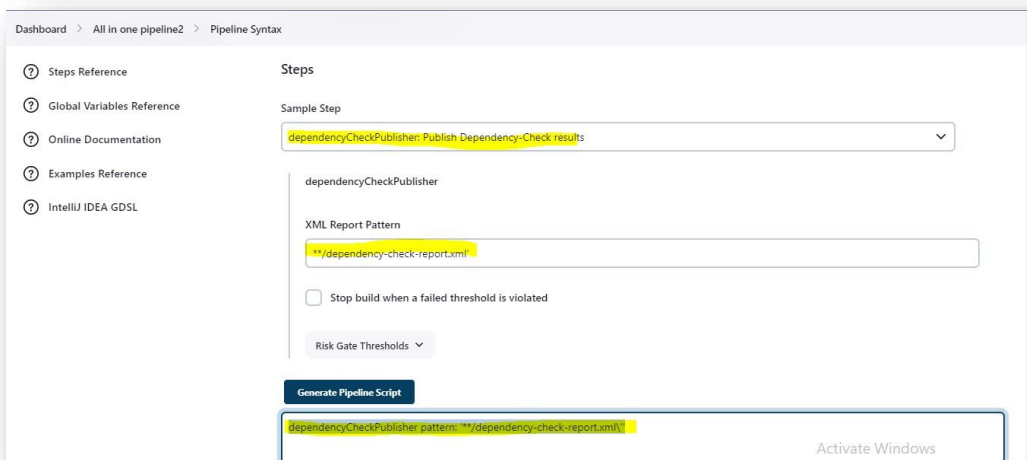 Dashboard > All in one pipeline2 > Pipeline Syntax
Steps Reference
Global Variables Reference
Online Documentation
Examples Reference
IntelliJ IDEA GDSL
Steps
Sample Step
dependencyCheckPublisher: Publish Dependency-Check results
dependencyCheckPublisher
XML Report Pattern
**/dependency-check-report.xml'
Stop build when a failed threshold is violated
Risk Gate Thresholds
Generate Pipeline Script
dependencyCheckPublisher pattern: '**/dependency-check-report.xml\''
Activate Windows